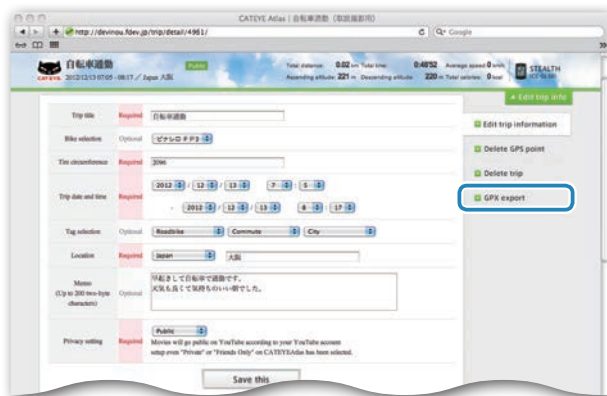 CATEYE Atlas | 自転車通勤（取説撮影用）
http://devinou.fdev.jp/trip/detail/4961/
Google
CATEYE
自転車通勤
Public
2012/12/13 07:05 - 08:17 / Japan 大阪
Total distance: 0.02 km Total time: 0:48'52 Average speed 0 km/h
Ascending altitude: 221 m Descending altitude: 220 m Total calories: 0 kcal
STEALTH
Edit trip info
Trip title Required 自転車通勤
Bike selection Optional ピナレロ F P3
Tire circumference Required 2096
Trip date and time Required 2012 / 12 / 13 7 : 5
- 2012 / 12 / 13 8 : 17
Tag selection Optional Roadbike Commute City
Location Required Japan 大阪
Memo
(Up to 200 two-byte
characters)
Optional
早起きして自転車で通勤です。
天気も良くて気持ちのいい朝でした。
Privacy setting Required Public
Movies will go public on YouTube according to your YouTube account
setup even "Private" or "Friends Only" on CATEYEAtlas has been selected.
Save this
Edit trip information
Delete GPS point
Delete trip
GPX export